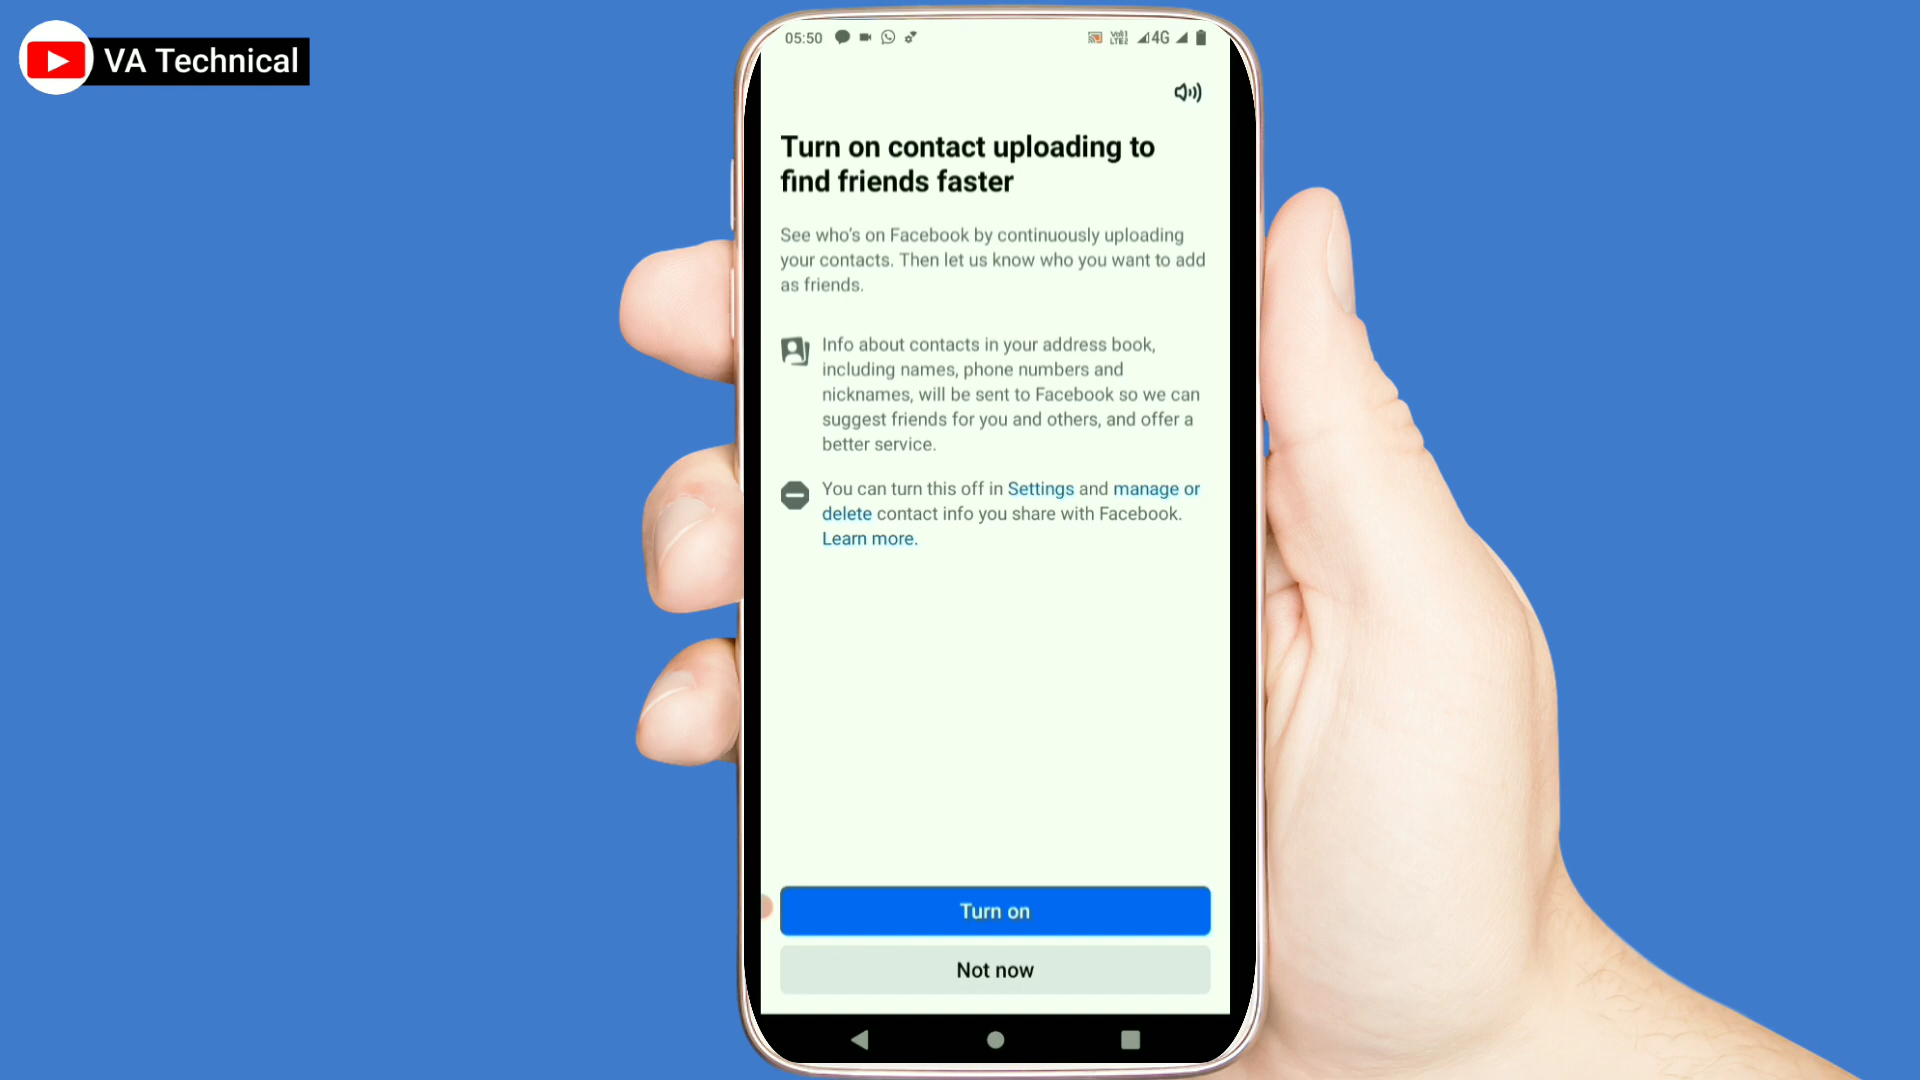 VA Technical
05:50
4G
Turn on contact uploading to
find friends faster
See who's on Facebook by continuously uploading
your contacts. Then let us know who you want to add
as friends.
Info about contacts in your address book,
including names, phone numbers and
nicknames, will be sent to Facebook so we can
suggest friends for you and others, and offer a
better service.
You can turn this off in Settings and manage or
delete contact info you share with Facebook.
Learn more.
Turn on
Not now